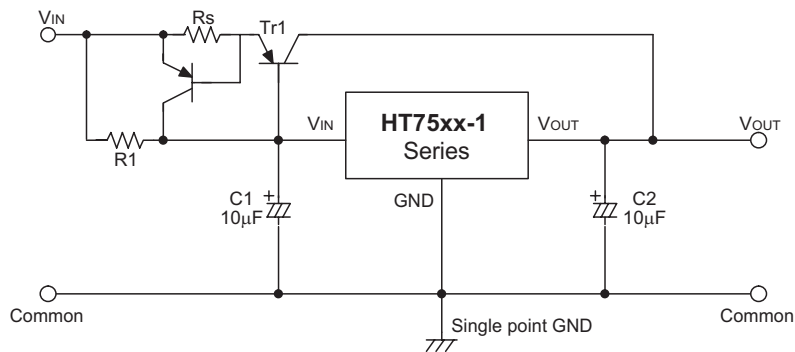 VIN
Rs
Tr1
R1
VIN
HT75xx-1
Series
VOUT
VOUT
GND
C1
10μF
+
C2
10μF
+
Common
Single point GND
Common